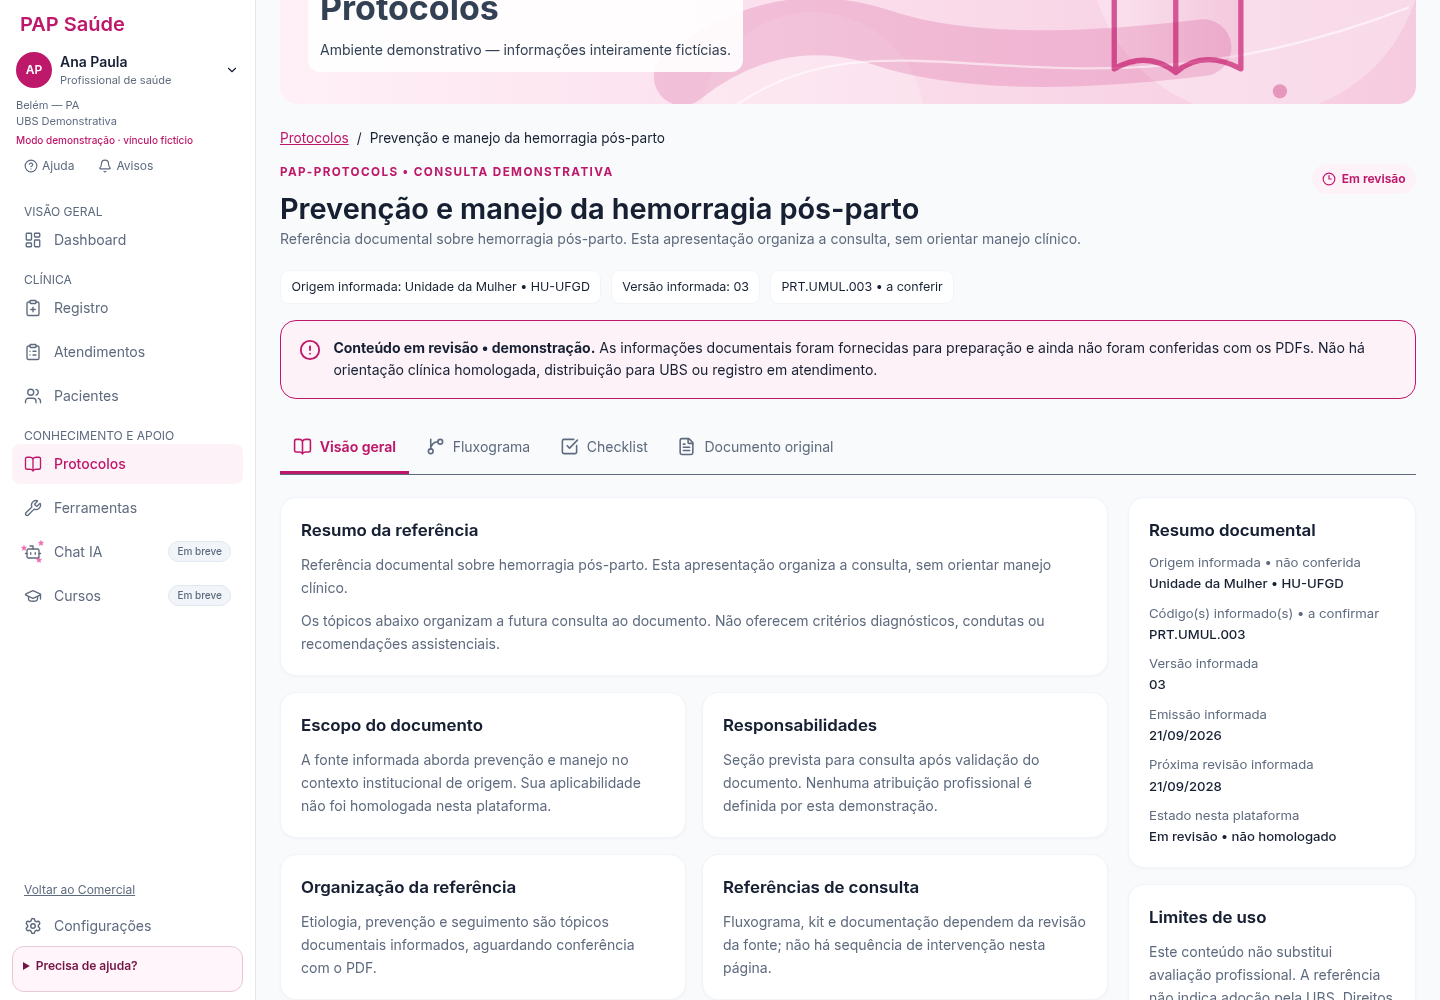 PAP Saúde
AP
Ana Paula
Profissional de saúde
Belém — PA
UBS Demonstrativa
Modo demonstração · vínculo fictício
Ajuda
Avisos
VISÃO GERAL
Dashboard
CLÍNICA
Registro
Atendimentos
Pacientes
CONHECIMENTO E APOIO
Protocolos
Ferramentas
Chat IA
Em breve
Cursos
Em breve
Voltar ao Comercial
Configurações
Precisa de ajuda?
Protocolos
Ambiente demonstrativo — informações inteiramente fictícias.
Protocolos / Prevenção e manejo da hemorragia pós-parto
PAP-PROTOCOLS • CONSULTA DEMONSTRATIVA
Em revisão
Prevenção e manejo da hemorragia pós-parto
Referência documental sobre hemorragia pós-parto. Esta apresentação organiza a consulta, sem orientar manejo clínico.
Origem informada: Unidade da Mulher • HU-UFGD
Versão informada: 03
PRT.UMUL.003 • a conferir
Conteúdo em revisão • demonstração. As informações documentais foram fornecidas para preparação e ainda não foram conferidas com os PDFs. Não há
orientação clínica homologada, distribuição para UBS ou registro em atendimento.
Visão geral
Fluxograma
Checklist
Documento original
Resumo da referência
Referência documental sobre hemorragia pós-parto. Esta apresentação organiza a consulta, sem orientar manejo
clínico.
Os tópicos abaixo organizam a futura consulta ao documento. Não oferecem critérios diagnósticos, condutas ou
recomendações assistenciais.
Escopo do documento
A fonte informada aborda prevenção e manejo no
contexto institucional de origem. Sua aplicabilidade
não foi homologada nesta plataforma.
Responsabilidades
Seção prevista para consulta após validação do
documento. Nenhuma atribuição profissional é
definida por esta demonstração.
Organização da referência
Etiologia, prevenção e seguimento são tópicos
documentais informados, aguardando conferência
com o PDF.
Referências de consulta
Fluxograma, kit e documentação dependem da revisão
da fonte; não há sequência de intervenção nesta
página.
Resumo documental
Origem informada • não conferida
Unidade da Mulher • HU-UFGD
Código(s) informado(s) • a confirmar
PRT.UMUL.003
Versão informada
03
Emissão informada
21/09/2026
Próxima revisão informada
21/09/2028
Estado nesta plataforma
Em revisão • não homologado
Limites de uso
Este conteúdo não substitui
avaliação profissional. A referência
não indica adoção pela UBS. Direitos